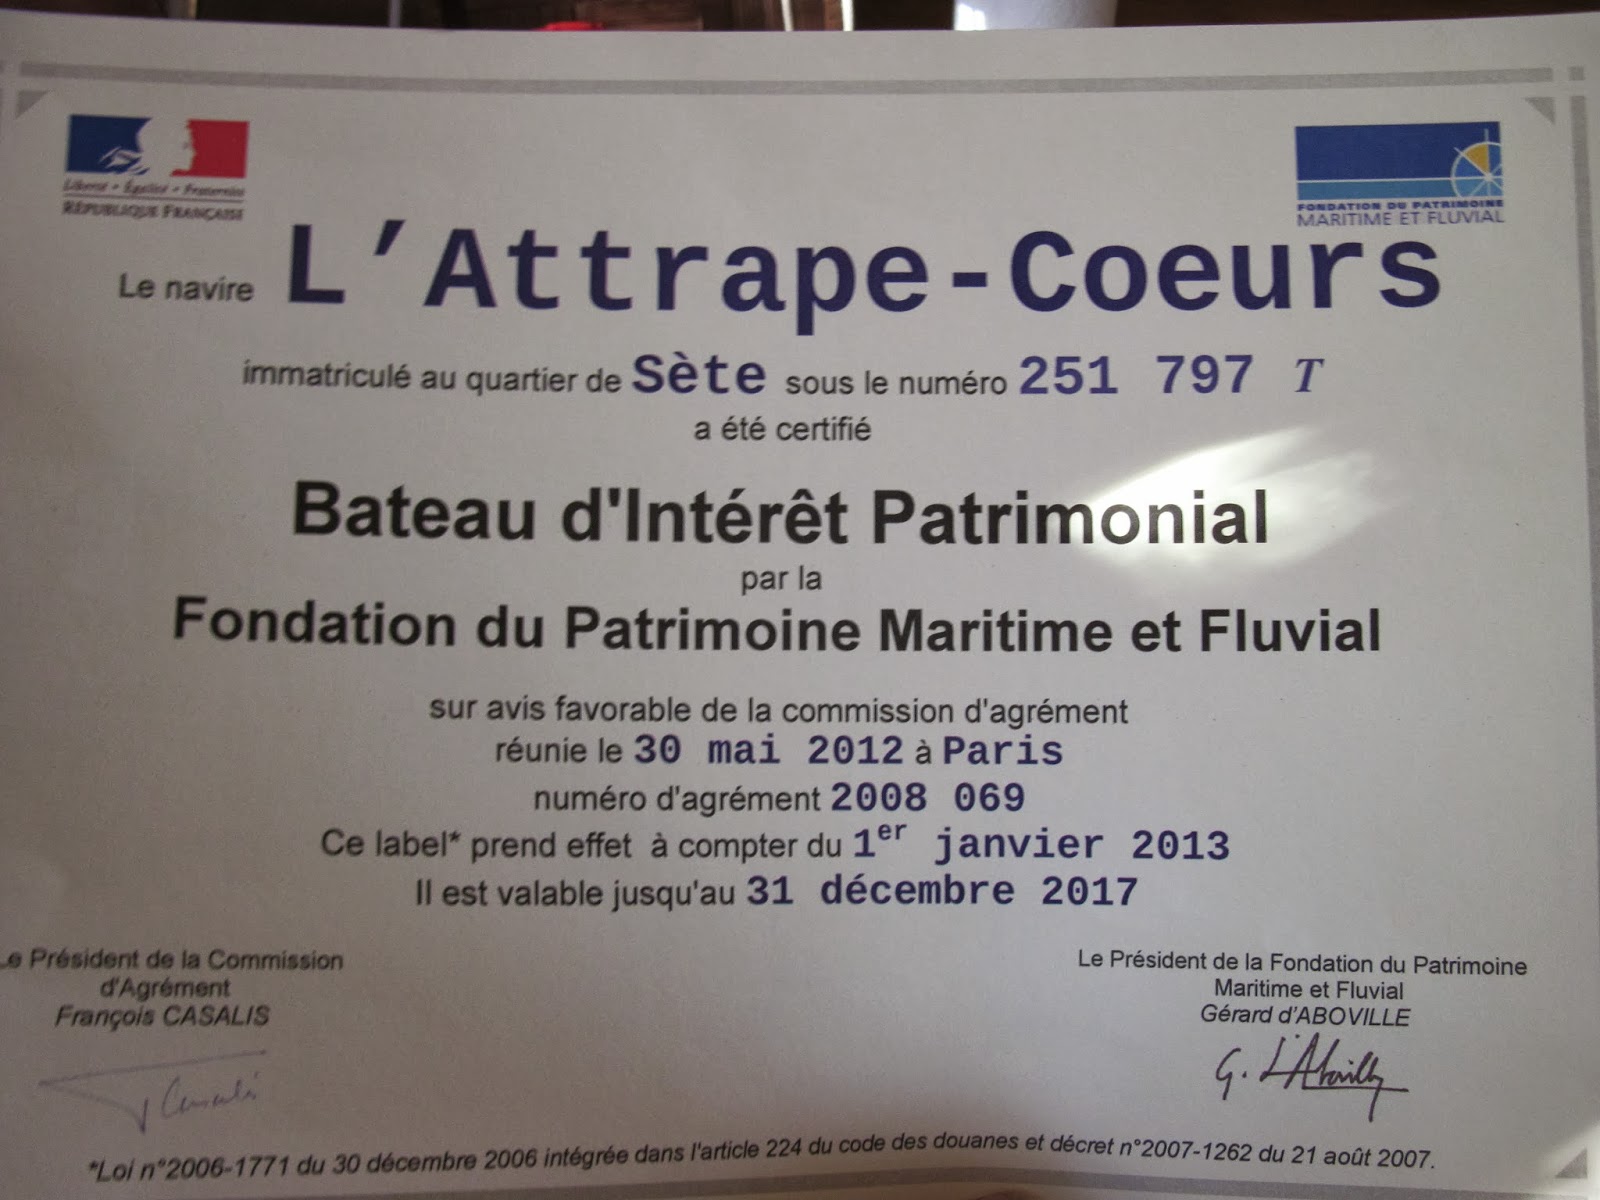 Liberté • Égalité • Fraternité
RÉPUBLIQUE FRANÇAISE
FONDATION DU PATRIMOINE
MARITIME ET FLUVIAL
Le navire L'Attrape-Coeurs
immatriculé au quartier de Sète sous le numéro 251 797 T
a été certifié
Bateau d'Intérêt Patrimonial
par la
Fondation du Patrimoine Maritime et Fluvial
sur avis favorable de la commission d'agrément
réunie le 30 mai 2012 à Paris
numéro d'agrément 2008 069
Ce label* prend effet à compter du 1er janvier 2013
Il est valable jusqu'au 31 décembre 2017
Le Président de la Commission
d'Agrément
François CASALIS
Le Président de la Fondation du Patrimoine
Maritime et Fluvial
Gérard d'ABOVILLE
G. d'Aboville
*Loi n°2006-1771 du 30 décembre 2006 intégrée dans l'article 224 du code des douanes et décret n°2007-1262 du 21 août 2007.